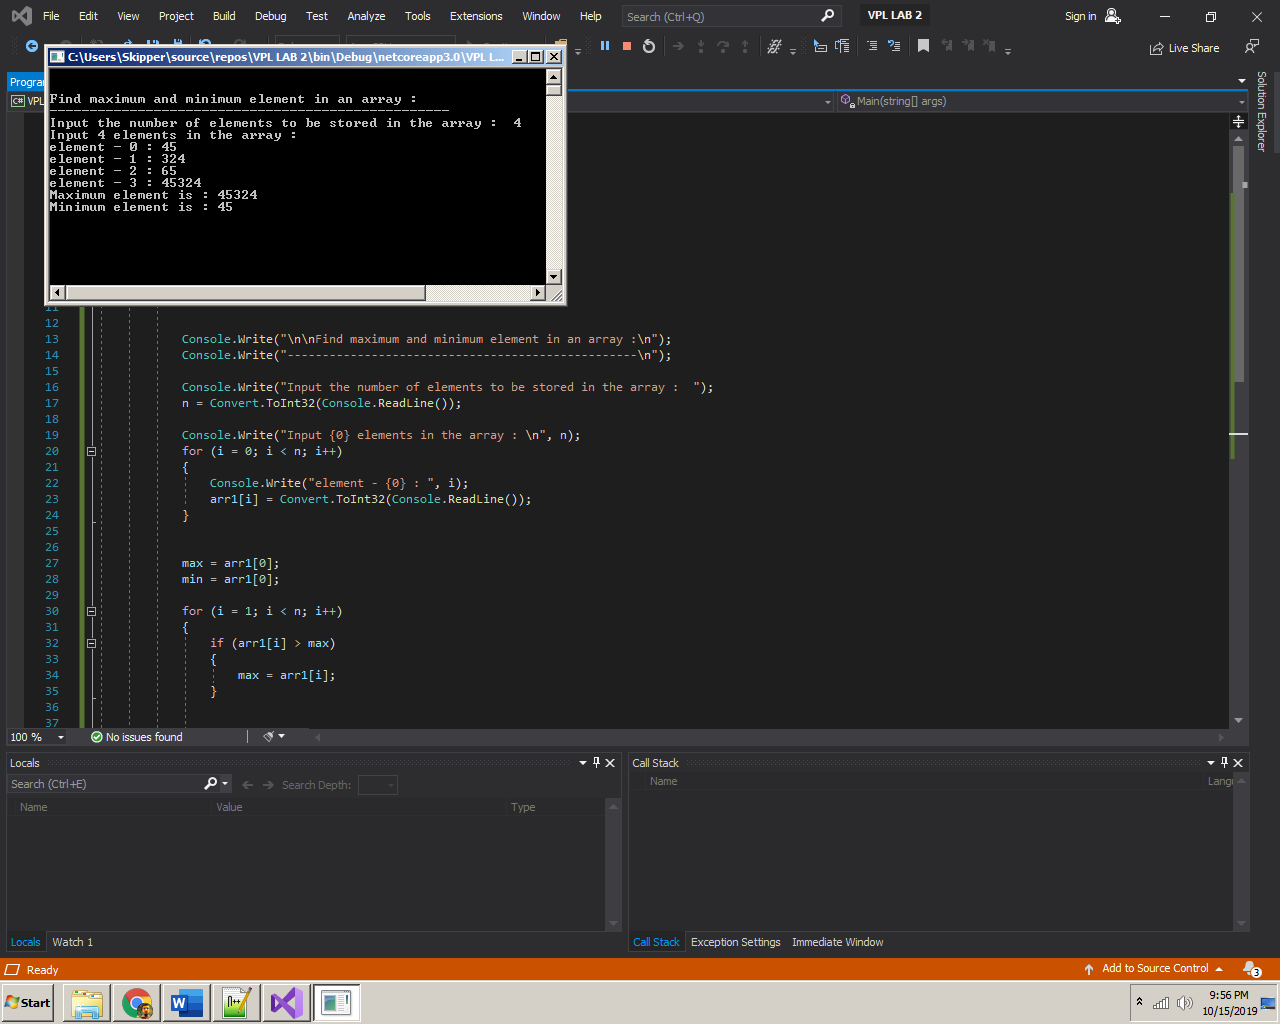 File Edit View Project Build Debug Test Analyze Tools Extensions Window Help Search (Ctrl+Q) VPL LAB 2 Sign in
Live Share
C:\Users\Skipper\source\repos\VPL LAB 2\bin\Debug\netcoreapp3.0\VPL L...
Program
C# VPL
Main(string[] args)
Solution Explorer
Find maximum and minimum element in an array :
--------------------------------------------------
Input the number of elements to be stored in the array :  4
Input 4 elements in the array :
element - 0 : 45
element - 1 : 324
element - 2 : 65
element - 3 : 45324
Maximum element is : 45324
Minimum element is : 45
11
12
13 Console.Write("\n\nFind maximum and minimum element in an array :\n");
14 Console.Write("--------------------------------------------------\n");
15
16 Console.Write("Input the number of elements to be stored in the array :  ");
17 n = Convert.ToInt32(Console.ReadLine());
18
19 Console.Write("Input {0} elements in the array : \n", n);
20 for (i = 0; i < n; i++)
21 {
22 Console.Write("element - {0} : ", i);
23 arr1[i] = Convert.ToInt32(Console.ReadLine());
24 }
25
26
27 max = arr1[0];
28 min = arr1[0];
29
30 for (i = 1; i < n; i++)
31 {
32 if (arr1[i] > max)
33 {
34 max = arr1[i];
35 }
36
37
100 % No issues found
Locals
Search (Ctrl+E) Search Depth:
Name Value Type
Locals Watch 1
Call Stack
Name Langu
Call Stack Exception Settings Immediate Window
Ready Add to Source Control 3
Start
9:56 PM
10/15/2019